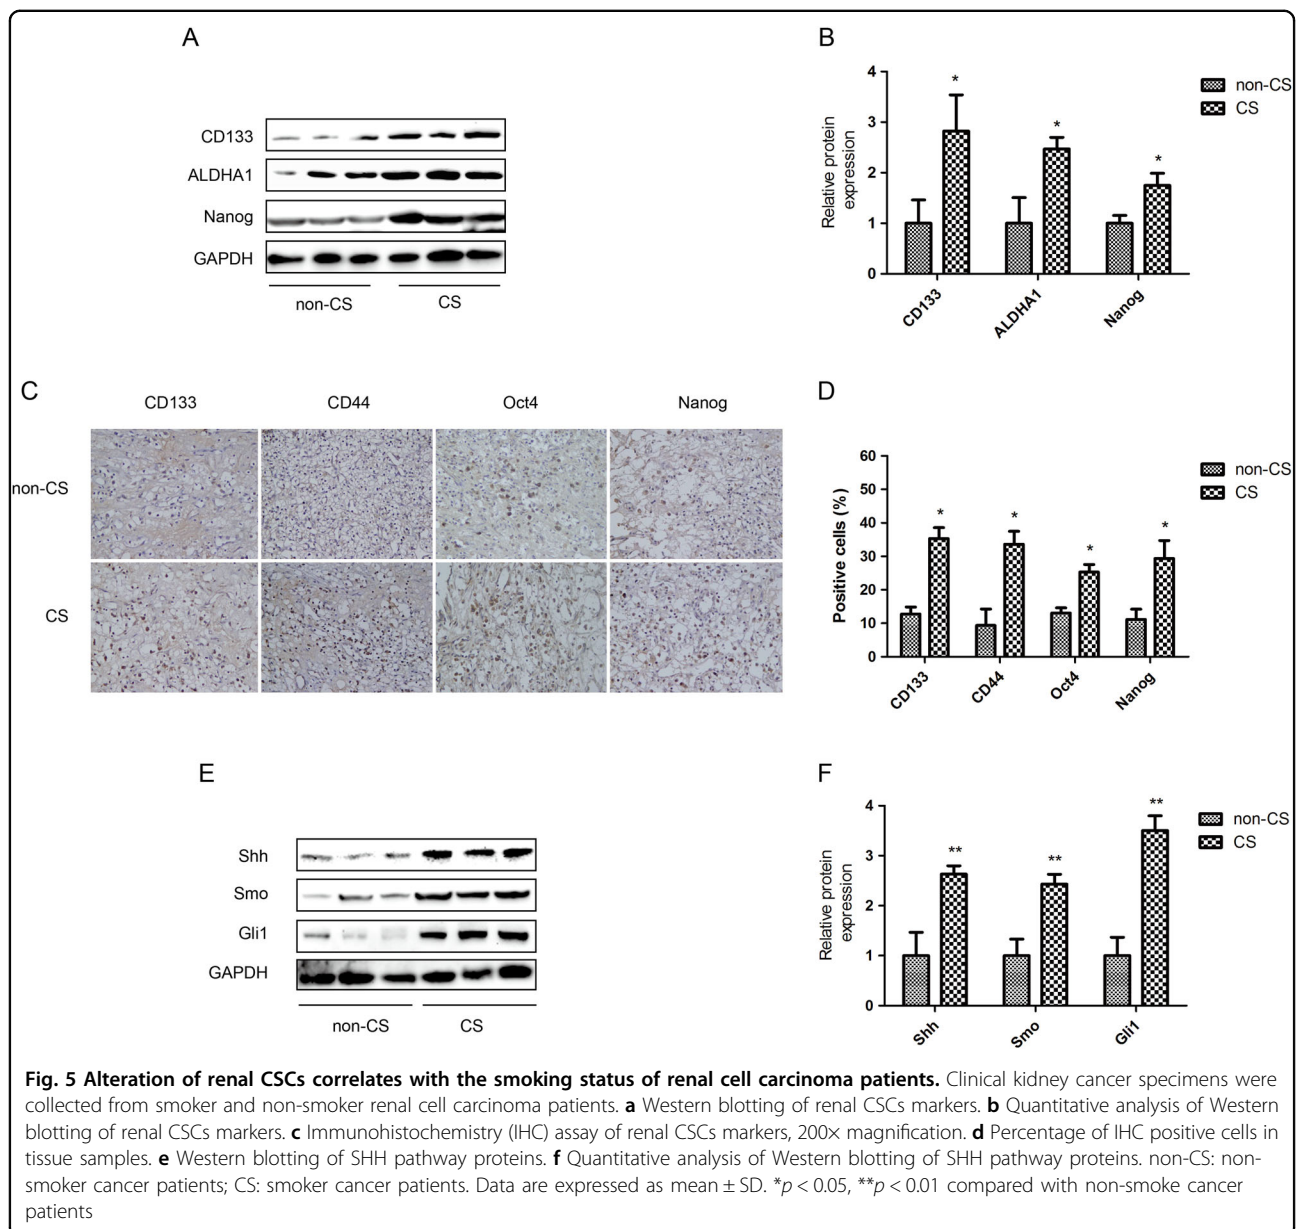 A
CD133
ALDHA1
Nanog
GAPDH
non-CS
CS
B
Relative protein
expression
4
3
2
1
0
*
*
*
CD133
ALDHA1
Nanog
non-CS
CS
C
CD133
CD44
Oct4
Nanog
non-CS
CS
D
Positive cells (%)
60
50
40
30
20
10
0
*
*
*
*
CD133
CD44
Oct4
Nanog
non-CS
CS
E
Shh
Smo
Gli1
GAPDH
non-CS
CS
F
Relative protein
expression
4
3
2
1
0
**
**
**
Shh
Smo
Gli1
non-CS
CS
Fig. 5 Alteration of renal CSCs correlates with the smoking status of renal cell carcinoma patients. Clinical kidney cancer specimens were
collected from smoker and non-smoker renal cell carcinoma patients. a Western blotting of renal CSCs markers. b Quantitative analysis of Western
blotting of renal CSCs markers. c Immunohistochemistry (IHC) assay of renal CSCs markers, 200× magnification. d Percentage of IHC positive cells in
tissue samples. e Western blotting of SHH pathway proteins. f Quantitative analysis of Western blotting of SHH pathway proteins. non-CS: non-
smoker cancer patients; CS: smoker cancer patients. Data are expressed as mean ± SD. *p < 0.05, **p < 0.01 compared with non-smoke cancer
patients